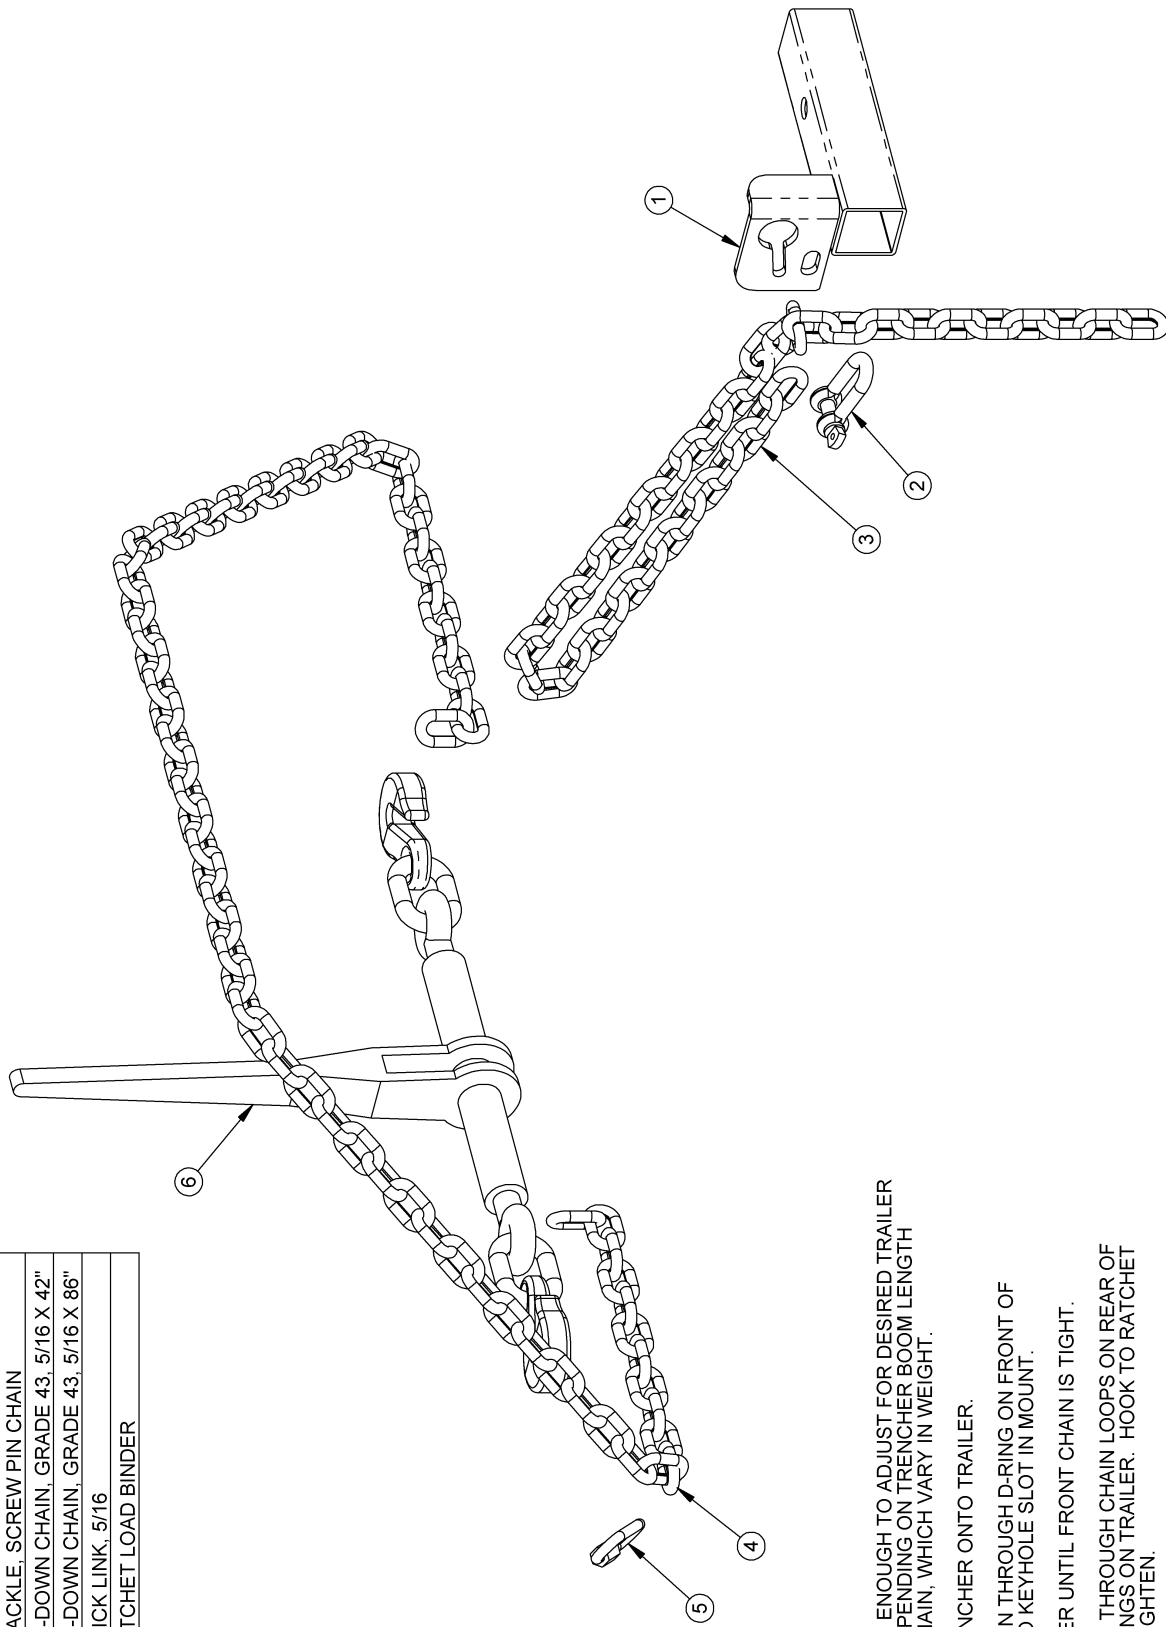 ACKLE, SCREW PIN CHAIN
-DOWN CHAIN, GRADE 43, 5/16 X 42"
-DOWN CHAIN, GRADE 43, 5/16 X 86"
ICK LINK, 5/16
TCHET LOAD BINDER
1
2
3
4
5
6
ENOUGH TO ADJUST FOR DESIRED TRAILER
PENDING ON TRENCHER BOOM LENGTH
AIN, WHICH VARY IN WEIGHT.
NCHER ONTO TRAILER.
N THROUGH D-RING ON FRONT OF
O KEYHOLE SLOT IN MOUNT.
ER UNTIL FRONT CHAIN IS TIGHT.
THROUGH CHAIN LOOPS ON REAR OF
NGS ON TRAILER. HOOK TO RATCHET
GHTEN.